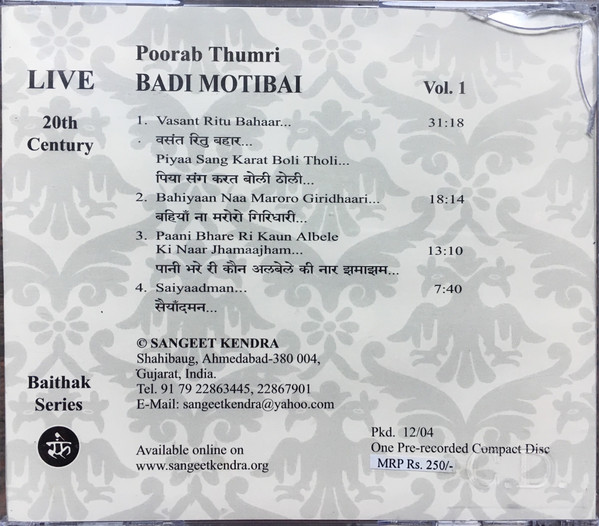 Poorab Thumri
LIVE
BADI MOTIBAI
Vol. 1
20th
Century
1. Vasant Ritu Bahaar... 31:18
वसंत रितु बहार...
Piyaa Sang Karat Boli Tholi...
पिया संग करत बोली ठोली...
2. Bahiyaan Naa Maroro Giridhaari... 18:14
बहियाँ ना मरोरो गिरिधारी...
3. Paani Bhare Ri Kaun Albele
Ki Naar Jhamaajham... 13:10
पानी भरे री कौन अलबेले की नार झमाझम...
4. Saiyaadman... 7:40
सैयाँदमन...
© SANGEET KENDRA
Shahibaug, Ahmedabad-380 004,
Gujarat, India.
Tel. 91 79 22863445, 22867901
E-Mail: sangeetkendra@yahoo.com
Baithak
Series
Available online on
www.sangeetkendra.org
Pkd. 12/04
One Pre-recorded Compact Disc
MRP Rs. 250/-